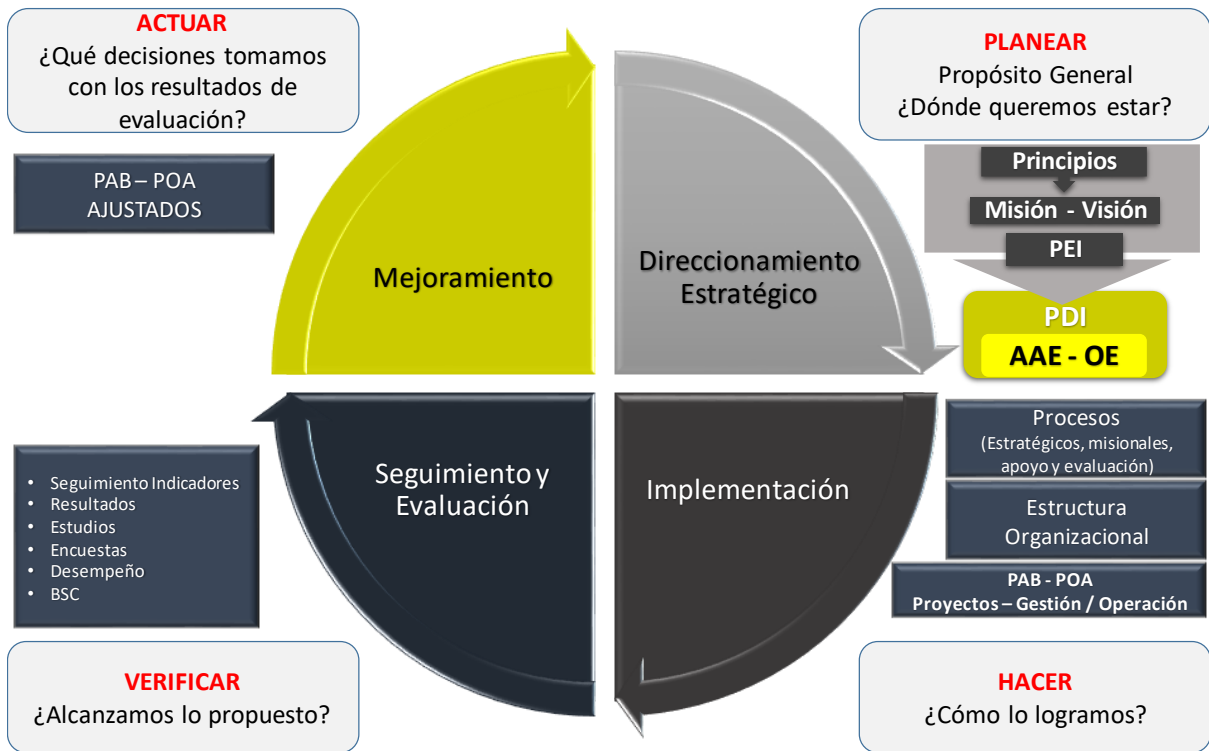 ACTUAR
¿Qué decisiones tomamos
con los resultados de
evaluación?
PAB – POA
AJUSTADOS
Mejoramiento
Direccionamiento
Estratégico
PLANEAR
Propósito General
¿Dónde queremos estar?
Principios
Misión - Visión
PEI
PDI
AAE - OE
Seguimiento y
Evaluación
Implementación
Procesos
(Estratégicos, misionales,
apoyo y evaluación)
Estructura
Organizacional
PAB - POA
Proyectos – Gestión / Operación
• Seguimiento Indicadores
• Resultados
• Estudios
• Encuestas
• Desempeño
• BSC
VERIFICAR
¿Alcanzamos lo propuesto?
HACER
¿Cómo lo logramos?